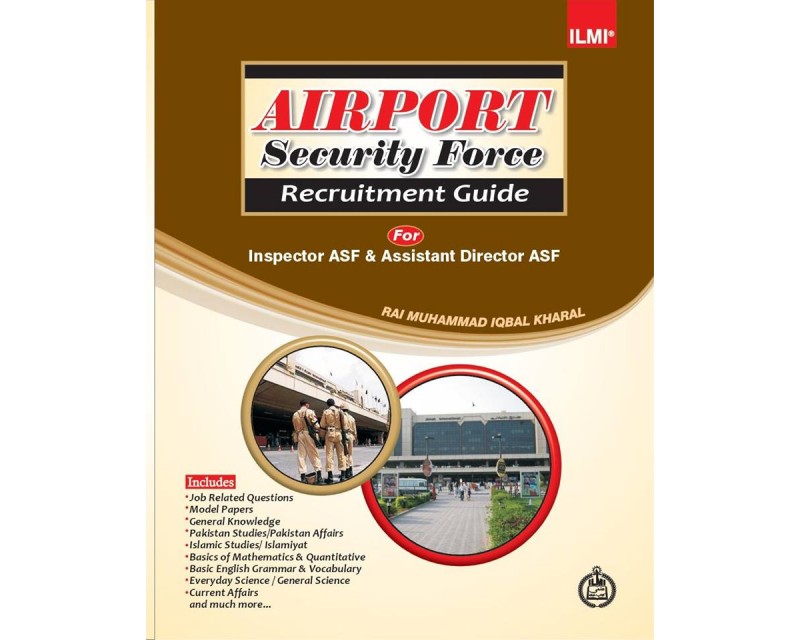 ILMI®
AIRPORT
Security Force
Recruitment Guide
For
Inspector ASF & Assistant Director ASF
RAI MUHAMMAD IQBAL KHARAL
Includes
•Job Related Questions
•Model Papers
•General Knowledge
•Pakistan Studies/Pakistan Affairs
•Islamic Studies/ Islamiyat
•Basics of Mathematics & Quantitative
•Basic English Grammar & Vocabulary
•Everyday Science / General Science
•Current Affairs
and much more...